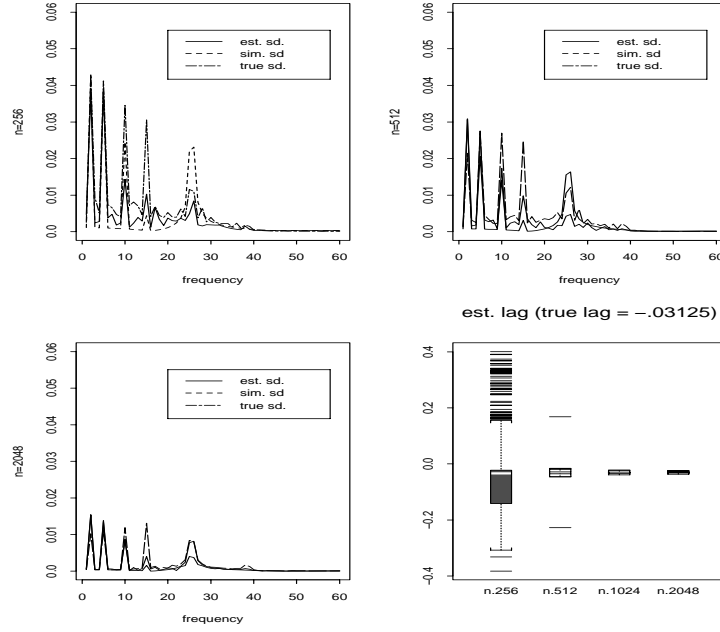 n=256
0.06
0.05
0.04
0.03
0.02
0.01
0.0
est. sd.
sim. sd
true sd.
0 10 20 30 40 50 60
frequency
n=512
0.06
0.05
0.04
0.03
0.02
0.01
0.0
est. sd.
sim. sd
true sd.
0 10 20 30 40 50 60
frequency
n=2048
0.06
0.05
0.04
0.03
0.02
0.01
0.0
est. sd.
sim. sd
true sd.
0 10 20 30 40 50 60
frequency
est. lag (true lag = −.03125)
0.4
0.2
0.0
−0.2
−0.4
n.256 n.512 n.1024 n.2048